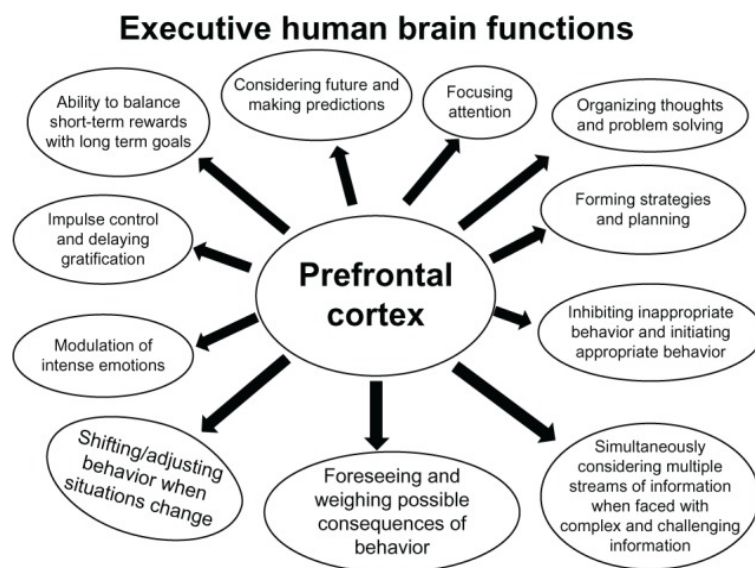 Executive human brain functions
Ability to balance
short-term rewards
with long term goals
Considering future and
making predictions
Focusing
attention
Organizing thoughts
and problem solving
Impulse control
and delaying
gratification
Forming strategies
and planning
Prefrontal
cortex
Modulation of
intense emotions
Inhibiting inappropriate
behavior and initiating
appropriate behavior
Shifting/adjusting
behavior when
situations change
Foreseeing and
weighing possible
consequences of
behavior
Simultaneously
considering multiple
streams of information
when faced with
complex and challenging
information